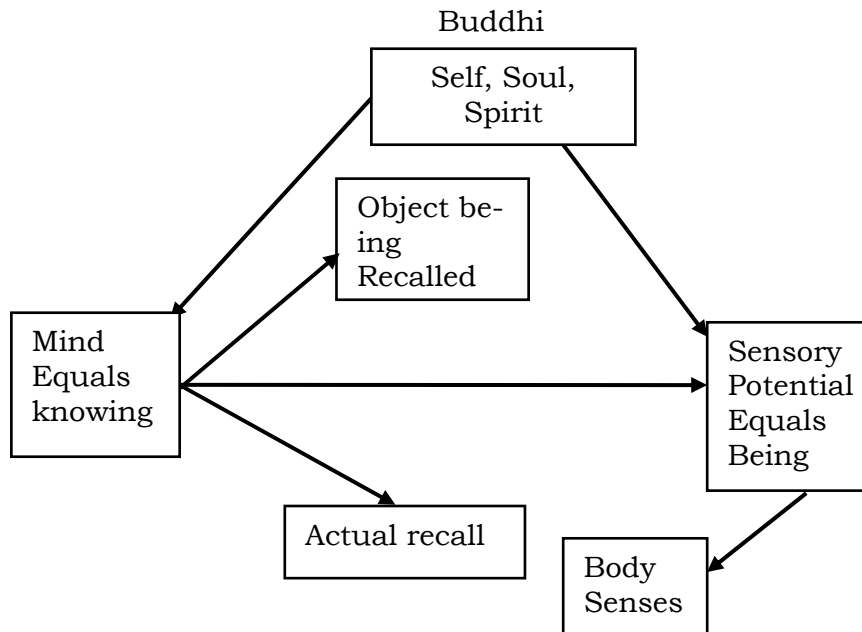 Buddhi
Self, Soul,
Spirit
Object be-
ing
Recalled
Mind
Equals
knowing
Sensory
Potential
Equals
Being
Actual recall
Body
Senses